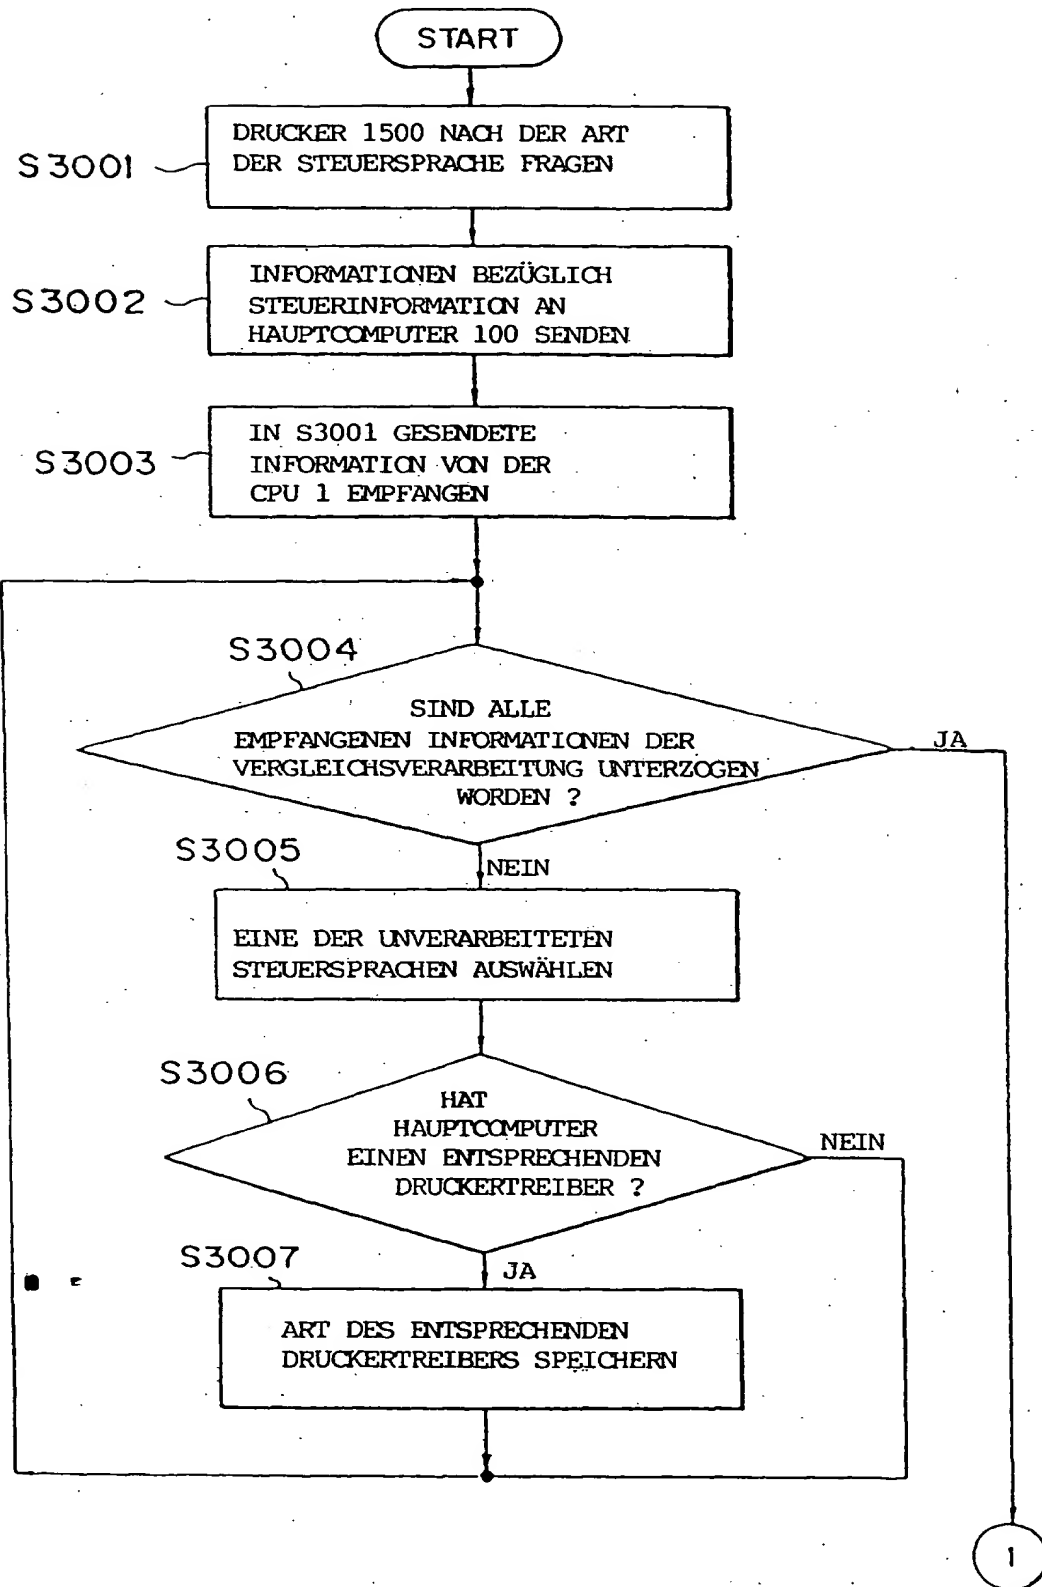 START
S3001
DRUCKER 1500 NACH DER ART
DER STEUERSPRACHE FRAGEN
S3002
INFORMATIONEN BEZÜGLICH
STEUERINFORMATION AN
HAUPTCOMPUTER 100 SENDEN
S3003
IN S3001 GESENDETE
INFORMATION VON DER
CPU 1 EMPFANGEN
S3004
SIND ALLE
EMPFANGENEN INFORMATIONEN DER
VERGLEICHSVERARBEITUNG UNTERZOGEN
WORDEN ?
JA
S3005
NEIN
EINE DER UNVERARBEITETEN
STEUERSPRACHEN AUSWÄHLEN
S3006
HAT
HAUPTCOMPUTER
EINEN ENTSPRECHENDEN
DRUCKERTREIBER ?
NEIN
S3007
JA
ART DES ENTSPRECHENDEN
DRUCKERTREIBERS SPEICHERN
1